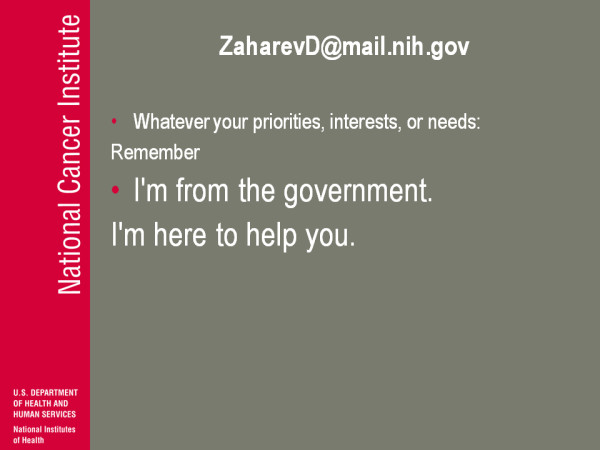 National Cancer Institute
U.S. DEPARTMENT
OF HEALTH AND
HUMAN SERVICES
National Institutes
of Health
ZaharevD@mail.nih.gov
• Whatever your priorities, interests, or needs:
Remember
• I'm from the government.
I'm here to help you.